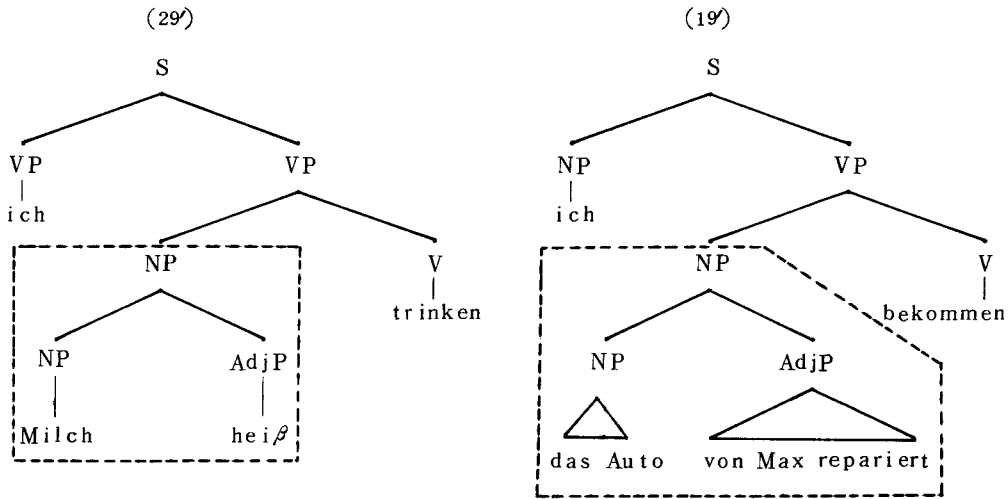 (29′) (19′)
S S
VP VP NP VP
ich ich
NP V NP V
trinken bekommen
NP AdjP NP AdjP
Milch heiβ das Auto von Max repariert